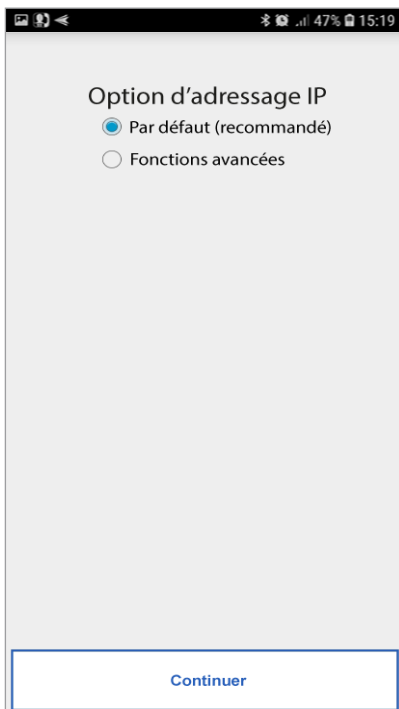 47% 15:19
Option d’adressage IP
Par défaut (recommandé)
Fonctions avancées
Continuer